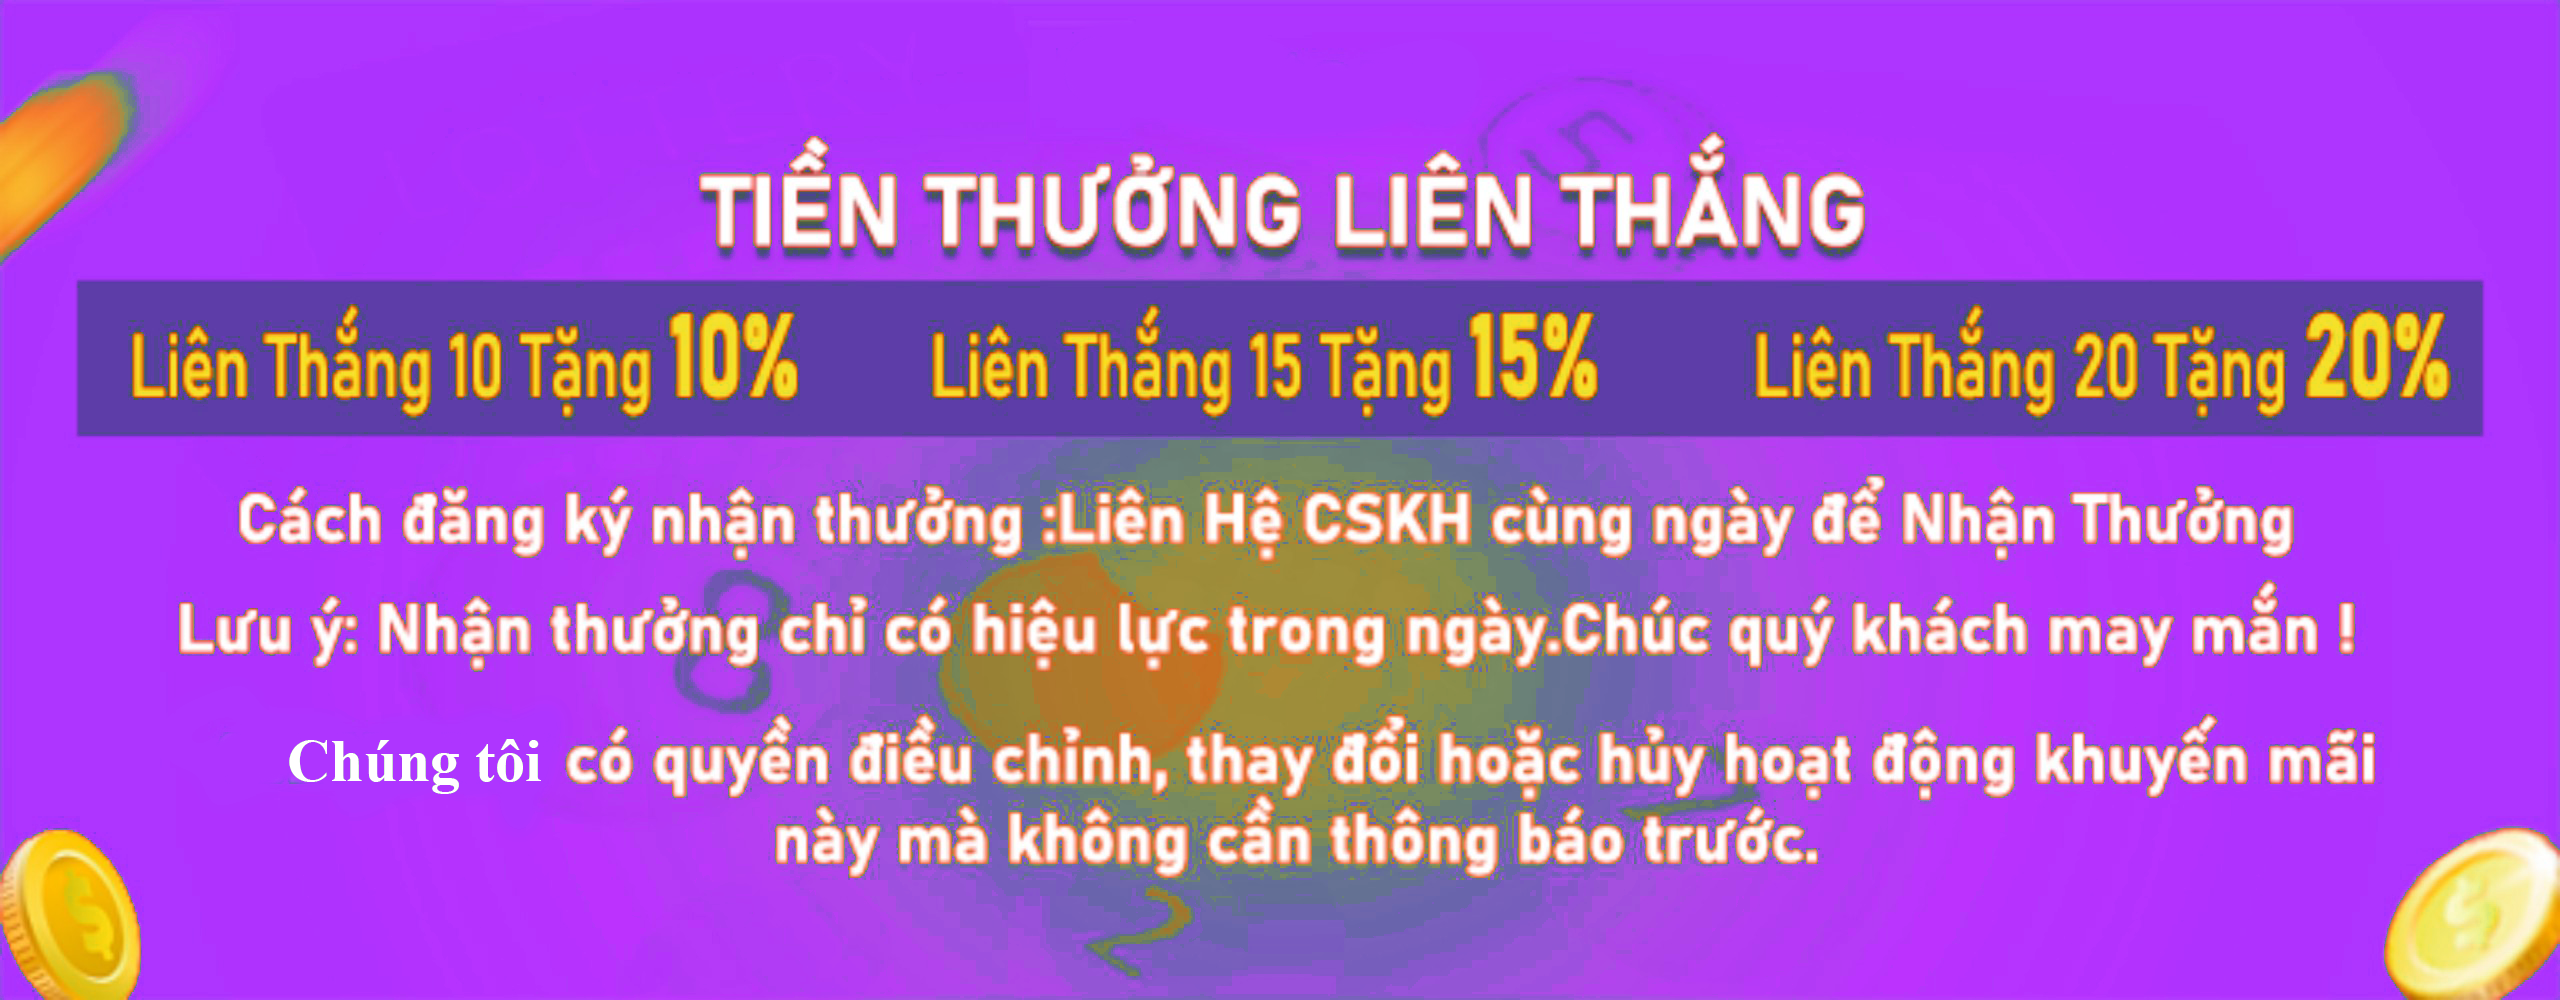 TIỀN THƯỞNG LIÊN THẮNG
Liên Thắng 10 Tặng 10% Liên Thắng 15 Tặng 15% Liên Thắng 20 Tặng 20%
Cách đăng ký nhận thưởng :Liên Hệ CSKH cùng ngày để Nhận Thưởng
Lưu ý: Nhận thưởng chỉ có hiệu lực trong ngày.Chúc quý khách may mắn !
Chúng tôi có quyền điều chỉnh, thay đổi hoặc hủy hoạt động khuyến mãi
này mà không cần thông báo trước.